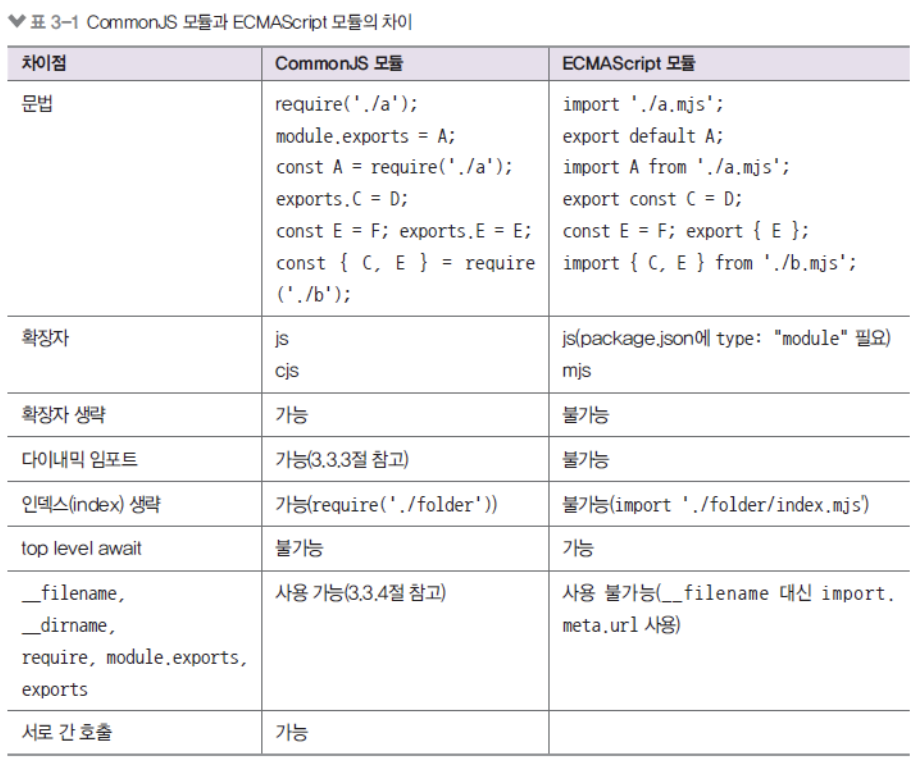 표 3-1 CommonJS 모듈과 ECMAScript 모듈의 차이
차이점 CommonJS 모듈 ECMAScript 모듈
문법 require('./a'); import './a.mjs';
module.exports = A; export default A;
const A = require('./a'); import A from './a.mjs';
exports.C = D; export const C = D;
const E = F; exports.E = E; const E = F; export { E };
const { C, E } = require import { C, E } from './b.mjs';
('./b');
확장자 js js(package.json에 type: "module" 필요)
cjs mjs
확장자 생략 가능 불가능
다이내믹 임포트 가능(3.3.3절 참고) 불가능
인덱스(index) 생략 가능(require('./folder')) 불가능(import './folder/index.mjs')
top level await 불가능 가능
__filename, 사용 가능(3.3.4절 참고) 사용 불가능(__filename 대신 import.
__dirname, meta.url 사용)
require, module.exports,
exports
서로 간 호출 가능